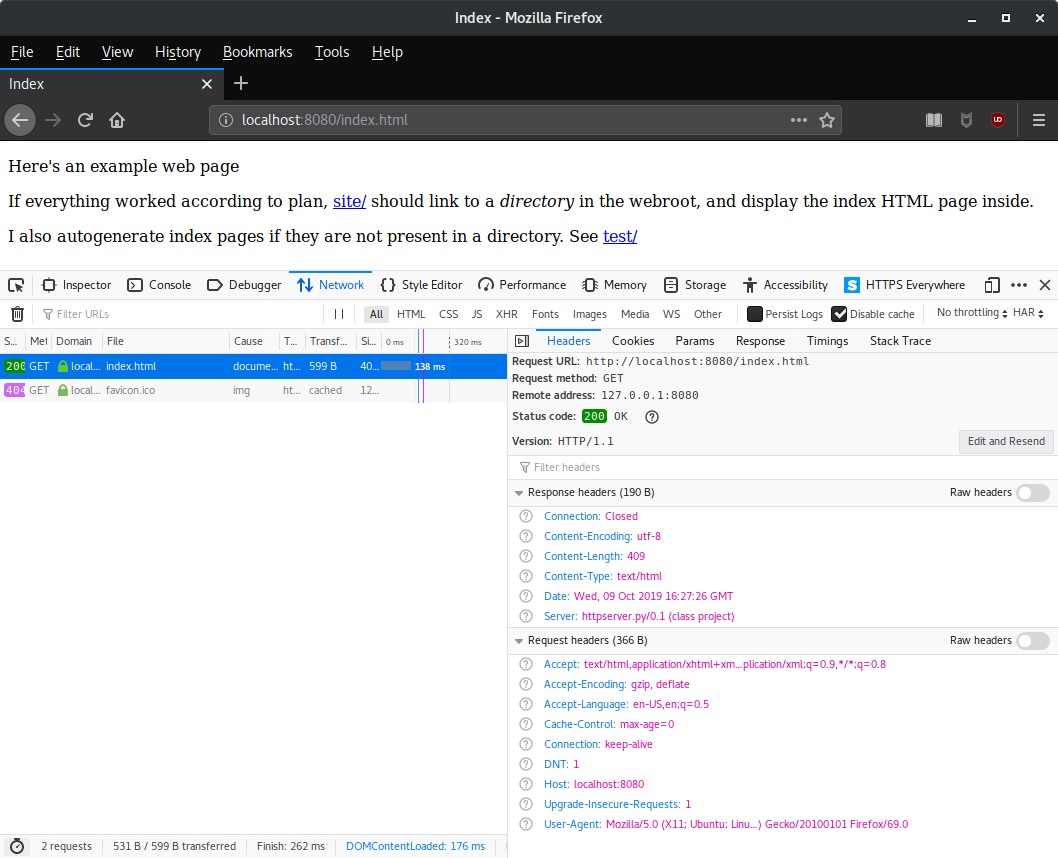 Index - Mozilla Firefox
File Edit View History Bookmarks Tools Help
Index
localhost:8080/index.html
Here's an example web page
If everything worked according to plan, site/ should link to a directory in the webroot, and display the index HTML page inside.
I also autogenerate index pages if they are not present in a directory. See test/
Inspector Console Debugger Network Style Editor Performance Memory Storage Accessibility HTTPS Everywhere
Filter URLs All HTML CSS JS XHR Fonts Images Media WS Other Persist Logs Disable cache No throttling HAR
S... Met Domain File Cause T... Transf... Si... 0 ms 320 ms
200 GET local... index.html docume... ht... 599 B 40... 138 ms
404 GET local... favicon.ico img ht... cached 12...
Headers Cookies Params Response Timings Stack Trace
Request URL: http://localhost:8080/index.html
Request method: GET
Remote address: 127.0.0.1:8080
Status code: 200 OK
Version: HTTP/1.1 Edit and Resend
Filter headers
Response headers (190 B) Raw headers
Connection: Closed
Content-Encoding: utf-8
Content-Length: 409
Content-Type: text/html
Date: Wed, 09 Oct 2019 16:27:26 GMT
Server: httpserver.py/0.1 (class project)
Request headers (366 B) Raw headers
Accept: text/html,application/xhtml+xm...plication/xml;q=0.9,*/*;q=0.8
Accept-Encoding: gzip, deflate
Accept-Language: en-US,en;q=0.5
Cache-Control: max-age=0
Connection: keep-alive
DNT: 1
Host: localhost:8080
Upgrade-Insecure-Requests: 1
User-Agent: Mozilla/5.0 (X11; Ubuntu; Linu...) Gecko/20100101 Firefox/69.0
2 requests 531 B / 599 B transferred Finish: 262 ms DOMContentLoaded: 176 ms